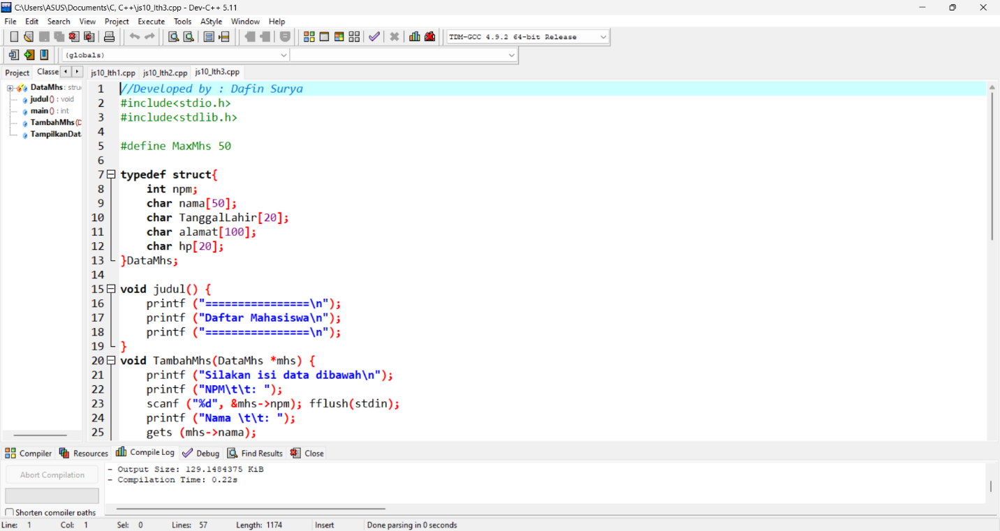 C:\Users\ASUS\Documents\C, C++\js10_lth3.cpp - Dev-C++ 5.11
File Edit Search View Project Execute Tools AStyle Window Help
TDM-GCC 4.9.2 64-bit Release
(globals)
Project Classe js10_lth1.cpp js10_lth2.cpp js10_lth3.cpp
DataMhs : stru
judul () : void
main () : int
TambahMhs (D
TampilkanDat
1 //Developed by : Dafin Surya
2 #include<stdio.h>
3 #include<stdlib.h>
4
5 #define MaxMhs 50
6
7 typedef struct{
8 int npm;
9 char nama[50];
10 char TanggalLahir[20];
11 char alamat[100];
12 char hp[20];
13 }DataMhs;
14
15 void judul() {
16 printf ("================\n");
17 printf ("Daftar Mahasiswa\n");
18 printf ("================\n");
19 }
20 void TambahMhs(DataMhs *mhs) {
21 printf ("Silakan isi data dibawah\n");
22 printf ("NPM\t\t: ");
23 scanf ("%d", &mhs->npm); fflush(stdin);
24 printf ("Nama \t\t: ");
25 gets (mhs->nama);
Compiler Resources Compile Log Debug Find Results Close
Abort Compilation
Shorten compiler paths
- Output Size: 129.1484375 KiB
- Compilation Time: 0.22s
Line: 1 Col: 1 Sel: 0 Lines: 57 Length: 1174 Insert Done parsing in 0 seconds